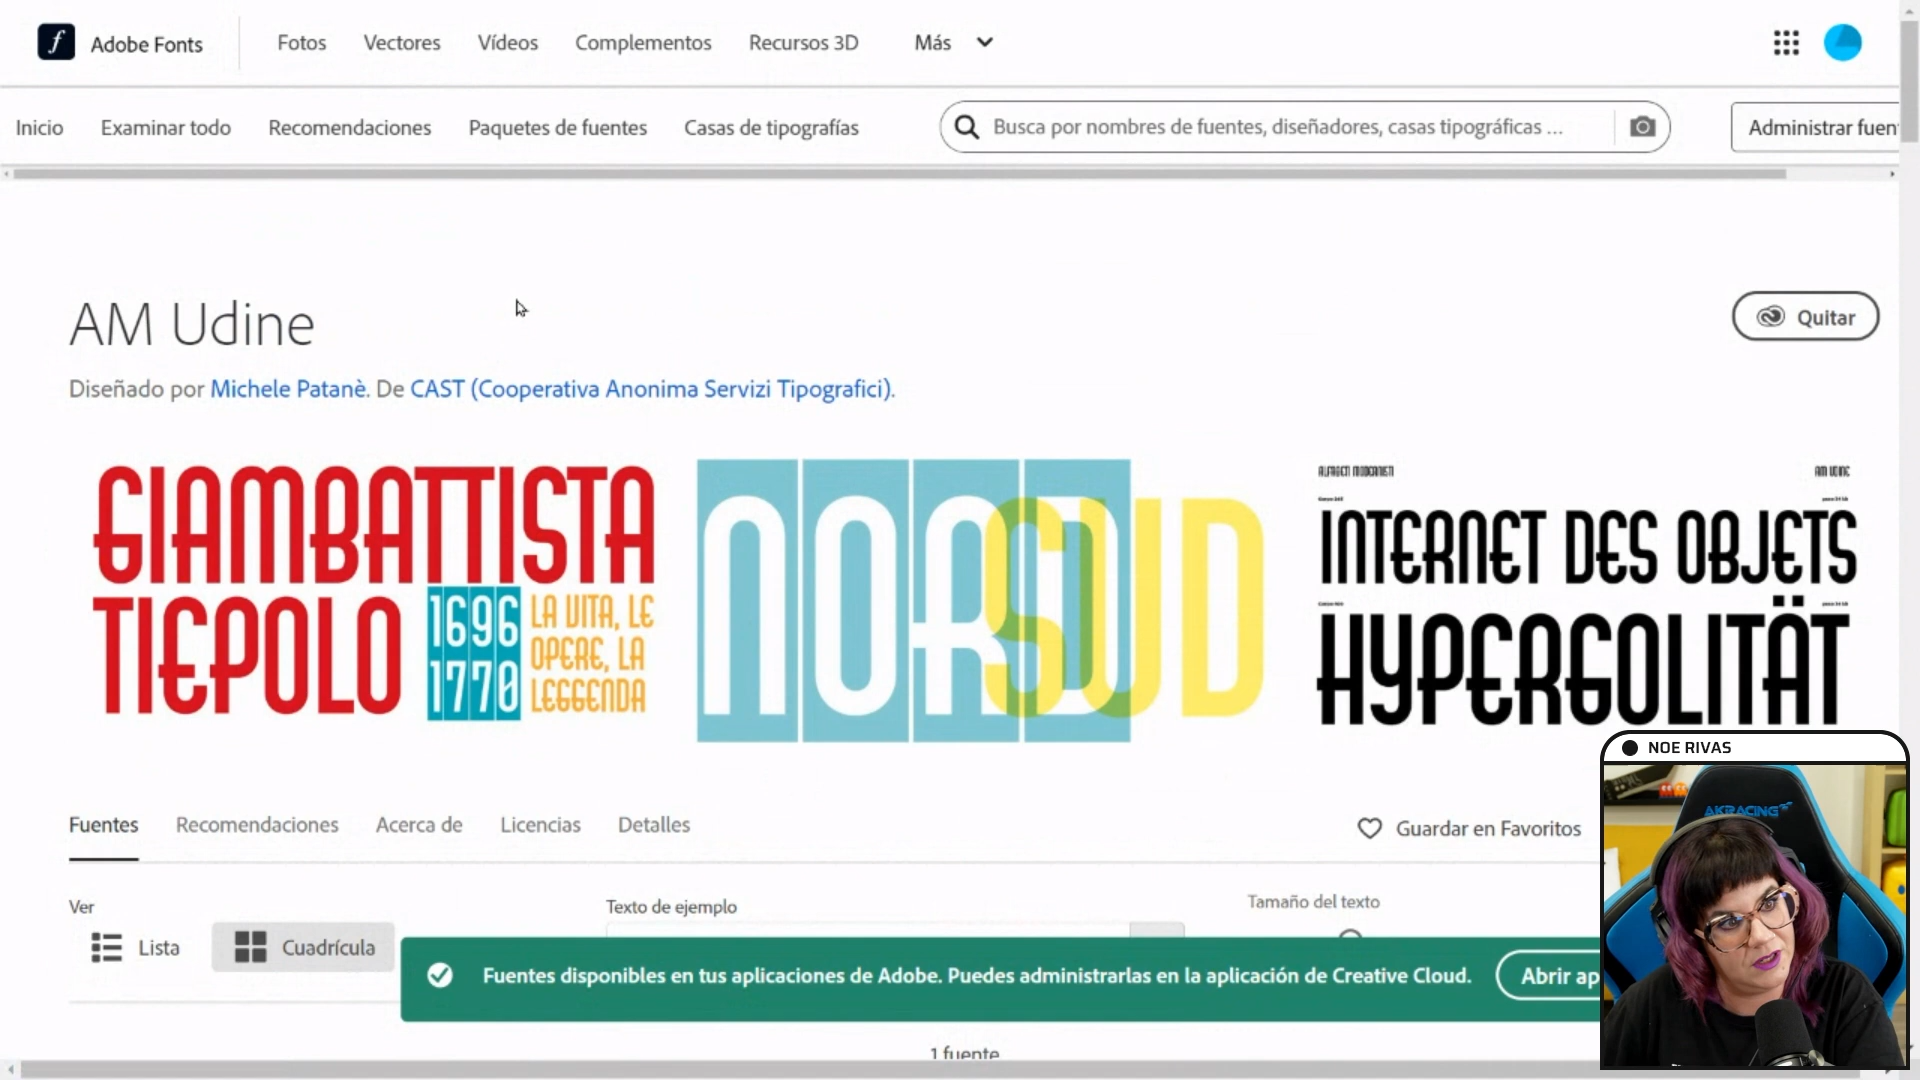 f Adobe Fonts Fotos Vectores Vídeos Complementos Recursos 3D Más
Inicio Examinar todo Recomendaciones Paquetes de fuentes Casas de tipografías Busca por nombres de fuentes, diseñadores, casas tipográficas ... Administrar fuen
AM Udine
Quitar
Diseñado por Michele Patanè. De CAST (Cooperativa Anonima Servizi Tipografici).
GIAMBATTISTA
TIEPOLO
1696
1770
LA VITA, LE
OPERE, LA
LEGGENDA
NORD
SUD
ALFABETI MODERNISTI AM UDINE
INTERNET DES OBJETS
HYPERGOLITÄT
NOE RIVAS
AKRACING
Fuentes Recomendaciones Acerca de Licencias Detalles Guardar en Favoritos
Ver Texto de ejemplo Tamaño del texto
Lista Cuadrícula
Fuentes disponibles en tus aplicaciones de Adobe. Puedes administrarlas en la aplicación de Creative Cloud. Abrir ap
1 fuente